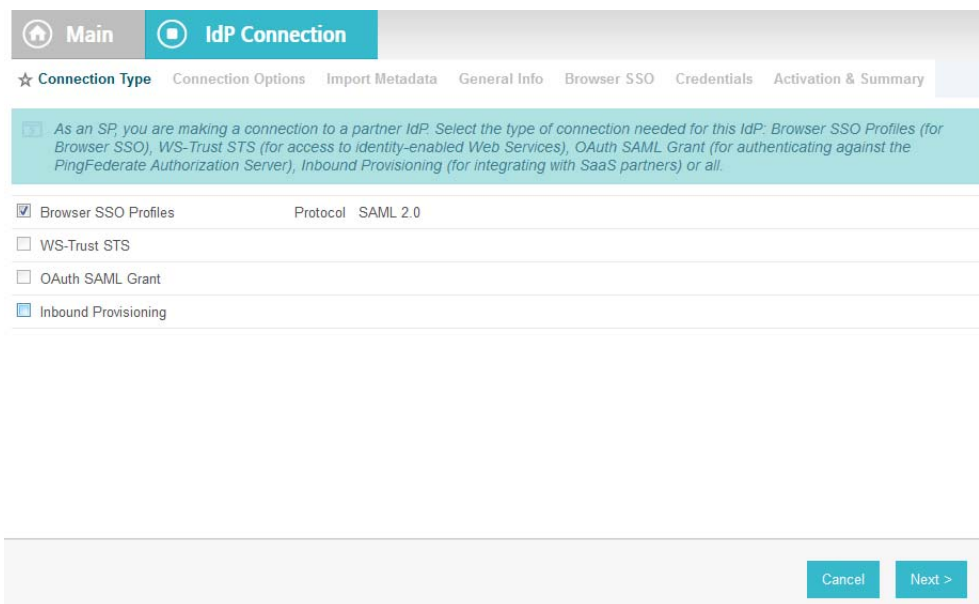 Main
IdP Connection
Connection Type Connection Options Import Metadata General Info Browser SSO Credentials Activation & Summary
As an SP, you are making a connection to a partner IdP. Select the type of connection needed for this IdP: Browser SSO Profiles (for
Browser SSO), WS-Trust STS (for access to identity-enabled Web Services), OAuth SAML Grant (for authenticating against the
PingFederate Authorization Server), Inbound Provisioning (for integrating with SaaS partners) or all.
Browser SSO Profiles Protocol SAML 2.0
WS-Trust STS
OAuth SAML Grant
Inbound Provisioning
Cancel Next >